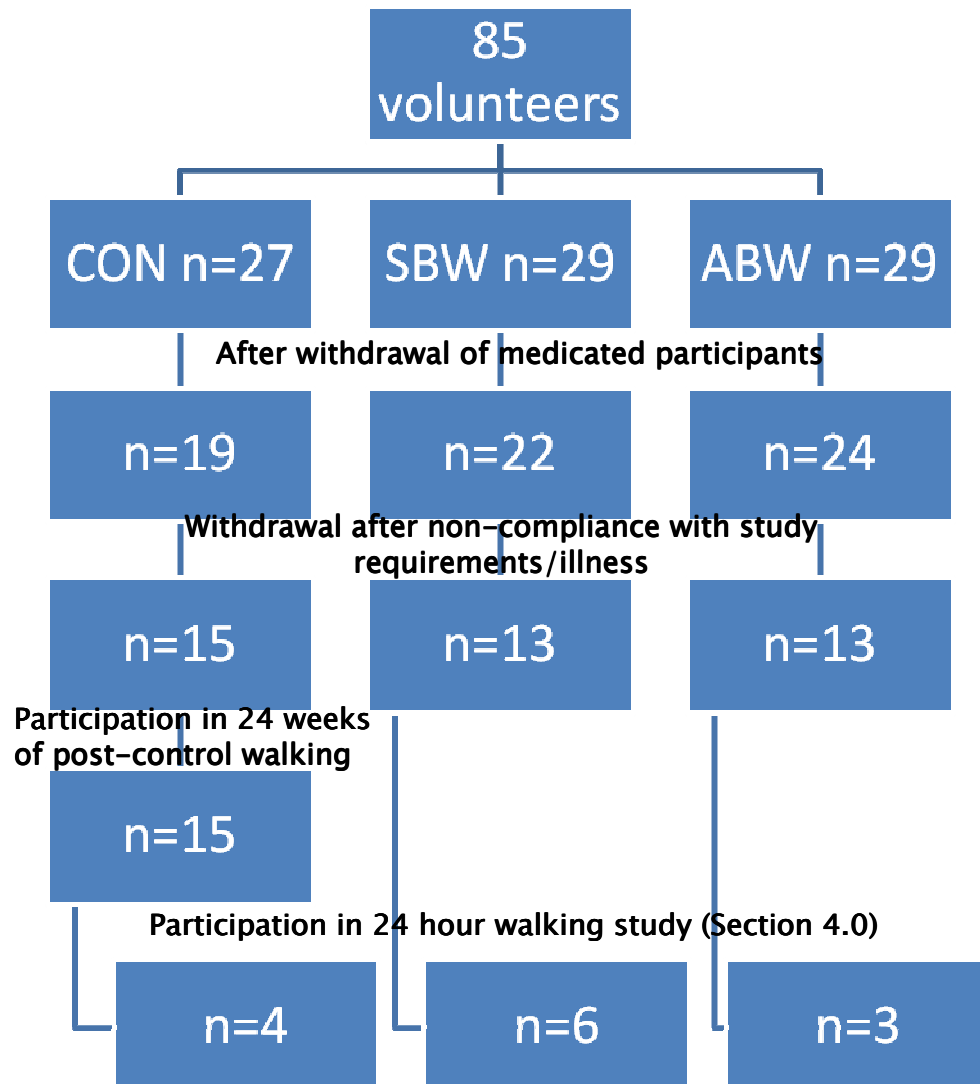 85
volunteers
CON n=27
SBW n=29
ABW n=29
After withdrawal of medicated participants
n=19
n=22
n=24
Withdrawal after non-compliance with study
requirements/illness
n=15
n=13
n=13
Participation in 24 weeks
of post-control walking
n=15
Participation in 24 hour walking study (Section 4.0)
n=4
n=6
n=3